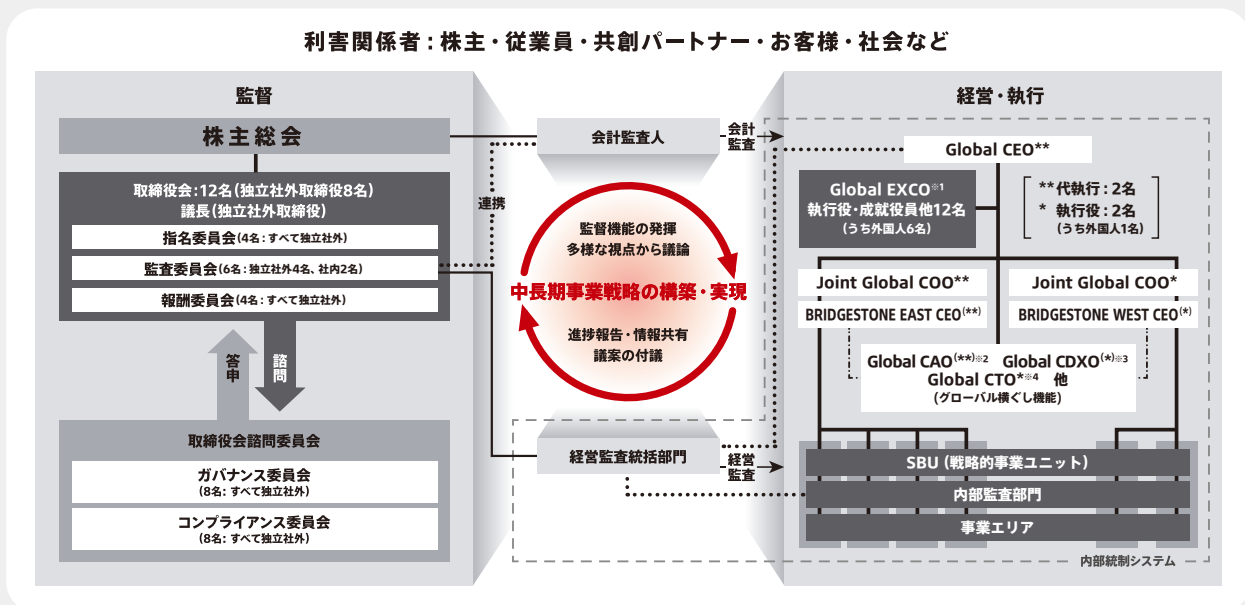 利害関係者：株主・従業員・共創パートナー・お客様・社会など
監督
株主総会
取締役会：12名（独立社外取締役8名）
議長（独立社外取締役）
指名委員会（4名：すべて独立社外）
監査委員会（6名：独立社外4名、社内2名）
報酬委員会（4名：すべて独立社外）
答申
諮問
取締役会諮問委員会
ガバナンス委員会
（8名：すべて独立社外）
コンプライアンス委員会
（8名：すべて独立社外）
連携
会計監査人
会計
監査
監督機能の発揮
多様な視点から議論
中長期事業戦略の構築・実現
進捗報告・情報共有
議案の付議
経営監査統括部門
経営
監査
経営・執行
Global CEO**
Global EXCO※1
執行役・成就役員他12名
（うち外国人6名）
**代執行：2名
* 執行役：2名
（うち外国人1名）
Joint Global COO**
BRIDGESTONE EAST CEO(**)
Joint Global COO*
BRIDGESTONE WEST CEO(*)
Global CAO(**)※2 Global CDXO(*)※3
Global CTO*※4 他
（グローバル横ぐし機能）
SBU（戦略的事業ユニット）
内部監査部門
事業エリア
内部統制システム